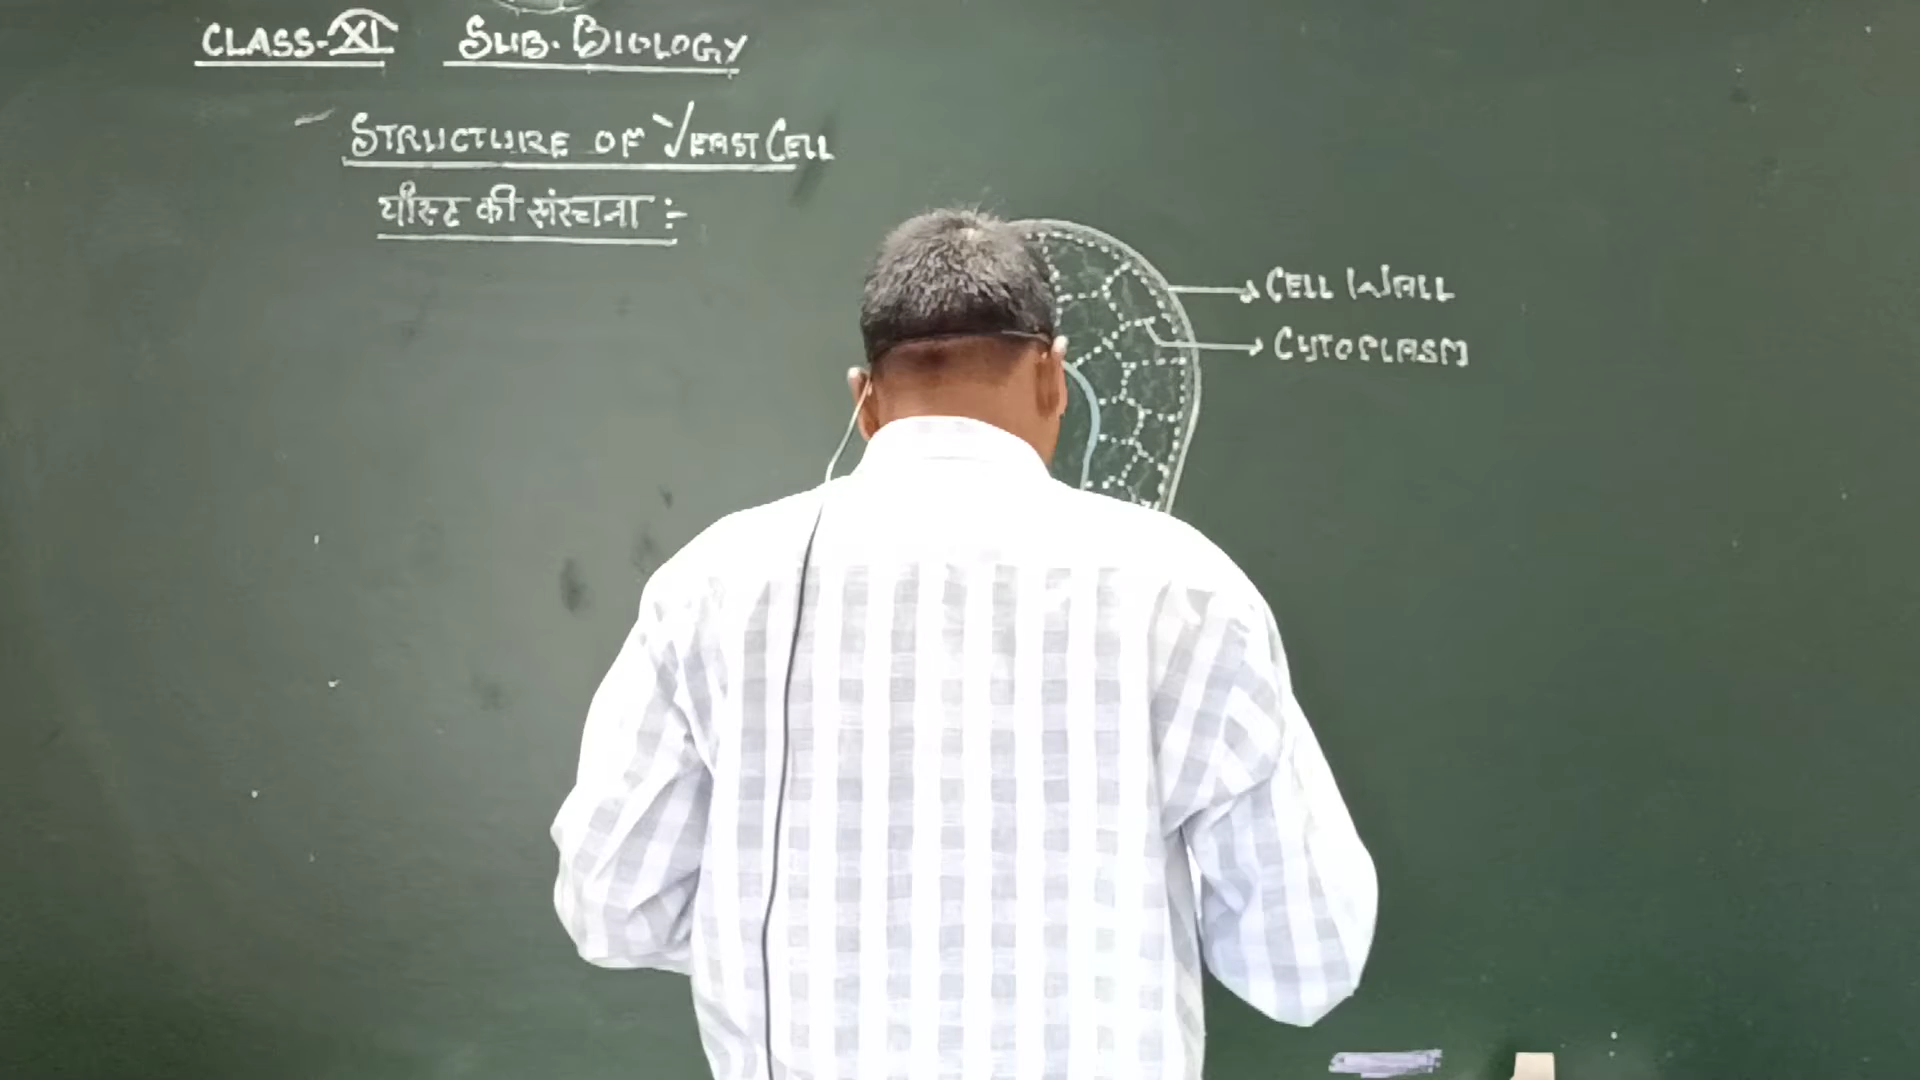 CLASS-XI SUB. BIOLOGY
STRUCTURE OF YEAST CELL
यीस्ट की संरचना :-
CELL WALL
CYTOPLASM